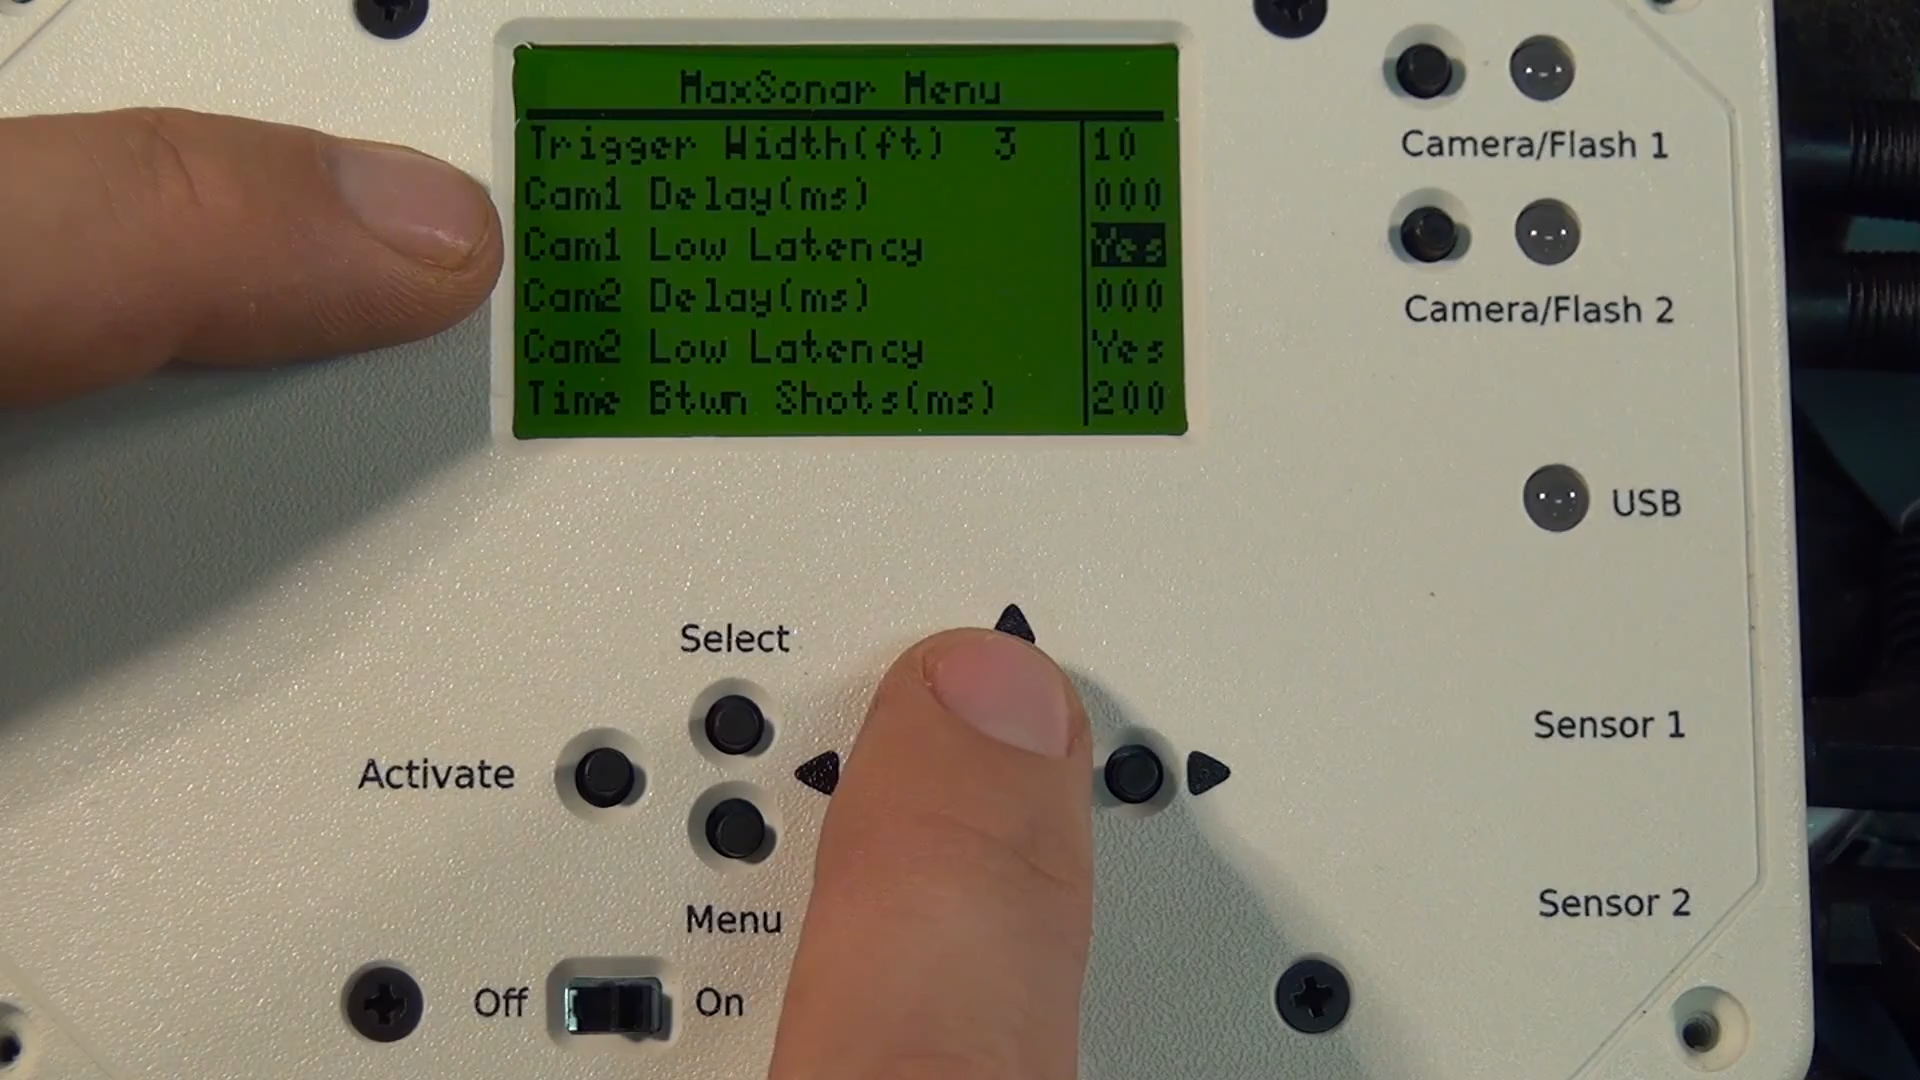 MaxSonar Menu
Trigger Width(ft) 3 10
Cam1 Delay(ms) 000
Cam1 Low Latency Yes
Cam2 Delay(ms) 000
Cam2 Low Latency Yes
Time Btwn Shots(ms) 200
Camera/Flash 1
Camera/Flash 2
USB
Select
Activate
Menu
Off On
Sensor 1
Sensor 2